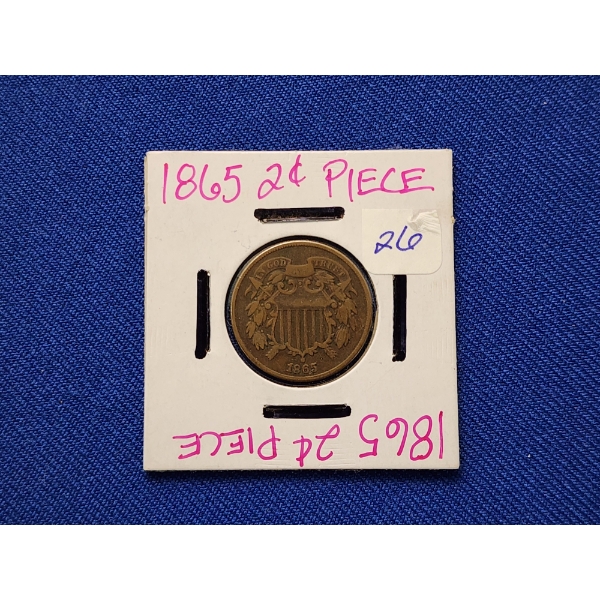 1865 2¢ PIECE
26
IN GOD WE TRUST
1865
1865 2¢ PIECE